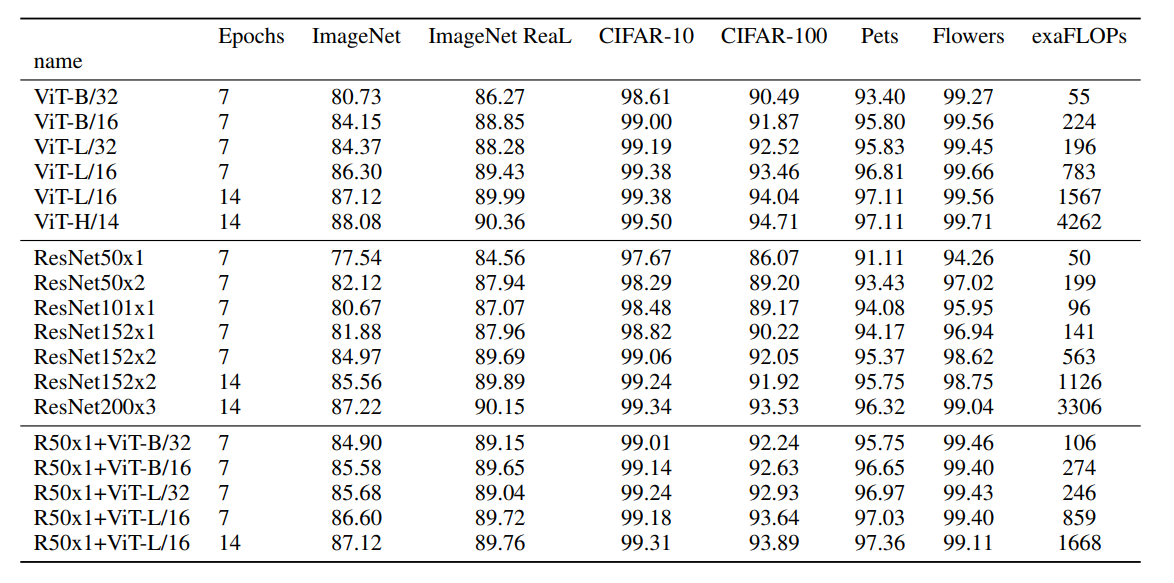 Epochs ImageNet ImageNet ReaL CIFAR-10 CIFAR-100 Pets Flowers exaFLOPs
name
ViT-B/32 7 80.73 86.27 98.61 90.49 93.40 99.27 55
ViT-B/16 7 84.15 88.85 99.00 91.87 95.80 99.56 224
ViT-L/32 7 84.37 88.28 99.19 92.52 95.83 99.45 196
ViT-L/16 7 86.30 89.43 99.38 93.46 96.81 99.66 783
ViT-L/16 14 87.12 89.99 99.38 94.04 97.11 99.56 1567
ViT-H/14 14 88.08 90.36 99.50 94.71 97.11 99.71 4262
ResNet50x1 7 77.54 84.56 97.67 86.07 91.11 94.26 50
ResNet50x2 7 82.12 87.94 98.29 89.20 93.43 97.02 199
ResNet101x1 7 80.67 87.07 98.48 89.17 94.08 95.95 96
ResNet152x1 7 81.88 87.96 98.82 90.22 94.17 96.94 141
ResNet152x2 7 84.97 89.69 99.06 92.05 95.37 98.62 563
ResNet152x2 14 85.56 89.89 99.24 91.92 95.75 98.75 1126
ResNet200x3 14 87.22 90.15 99.34 93.53 96.32 99.04 3306
R50x1+ViT-B/32 7 84.90 89.15 99.01 92.24 95.75 99.46 106
R50x1+ViT-B/16 7 85.58 89.65 99.14 92.63 96.65 99.40 274
R50x1+ViT-L/32 7 85.68 89.04 99.24 92.93 96.97 99.43 246
R50x1+ViT-L/16 7 86.60 89.72 99.18 93.64 97.03 99.40 859
R50x1+ViT-L/16 14 87.12 89.76 99.31 93.89 97.36 99.11 1668